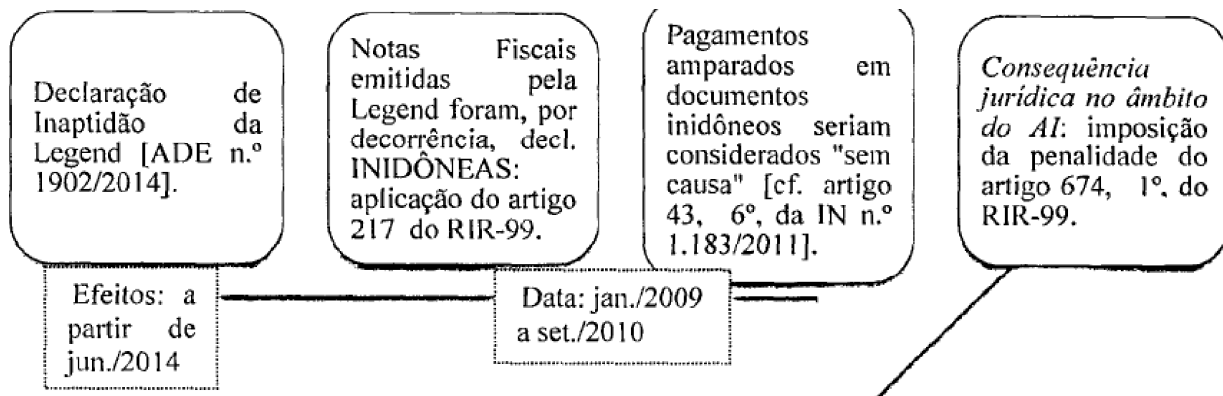 Declaração de
Inaptidão da
Legend [ADE n.º
1902/2014].
Notas Fiscais
emitidas pela
Legend foram, por
decorrência, decl.
INIDÔNEAS:
aplicação do artigo
217 do RIR-99.
Pagamentos
amparados em
documentos
inidôneos seriam
considerados "sem
causa" [cf. artigo
43, 6º, da IN n.º
1.183/2011].
Consequência
jurídica no âmbito
do AI: imposição
da penalidade do
artigo 674, 1º, do
RIR-99.
Efeitos: a
partir de
jun./2014
Data: jan./2009
a set./2010